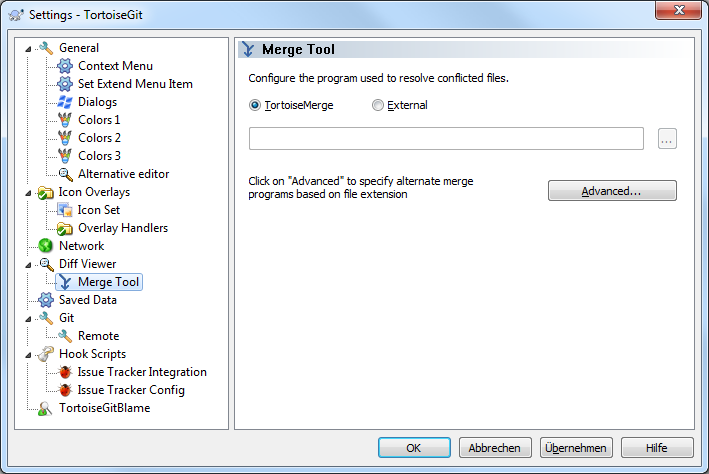 Settings - TortoiseGit
General
Context Menu
Set Extend Menu Item
Dialogs
Colors 1
Colors 2
Colors 3
Alternative editor
Icon Overlays
Icon Set
Overlay Handlers
Network
Diff Viewer
Merge Tool
Saved Data
Git
Remote
Hook Scripts
Issue Tracker Integration
Issue Tracker Config
TortoiseGitBlame
Merge Tool
Configure the program used to resolve conflicted files.
TortoiseMerge External
...
Click on "Advanced" to specify alternate merge
programs based on file extension
Advanced...
OK Abbrechen Übernehmen Hilfe